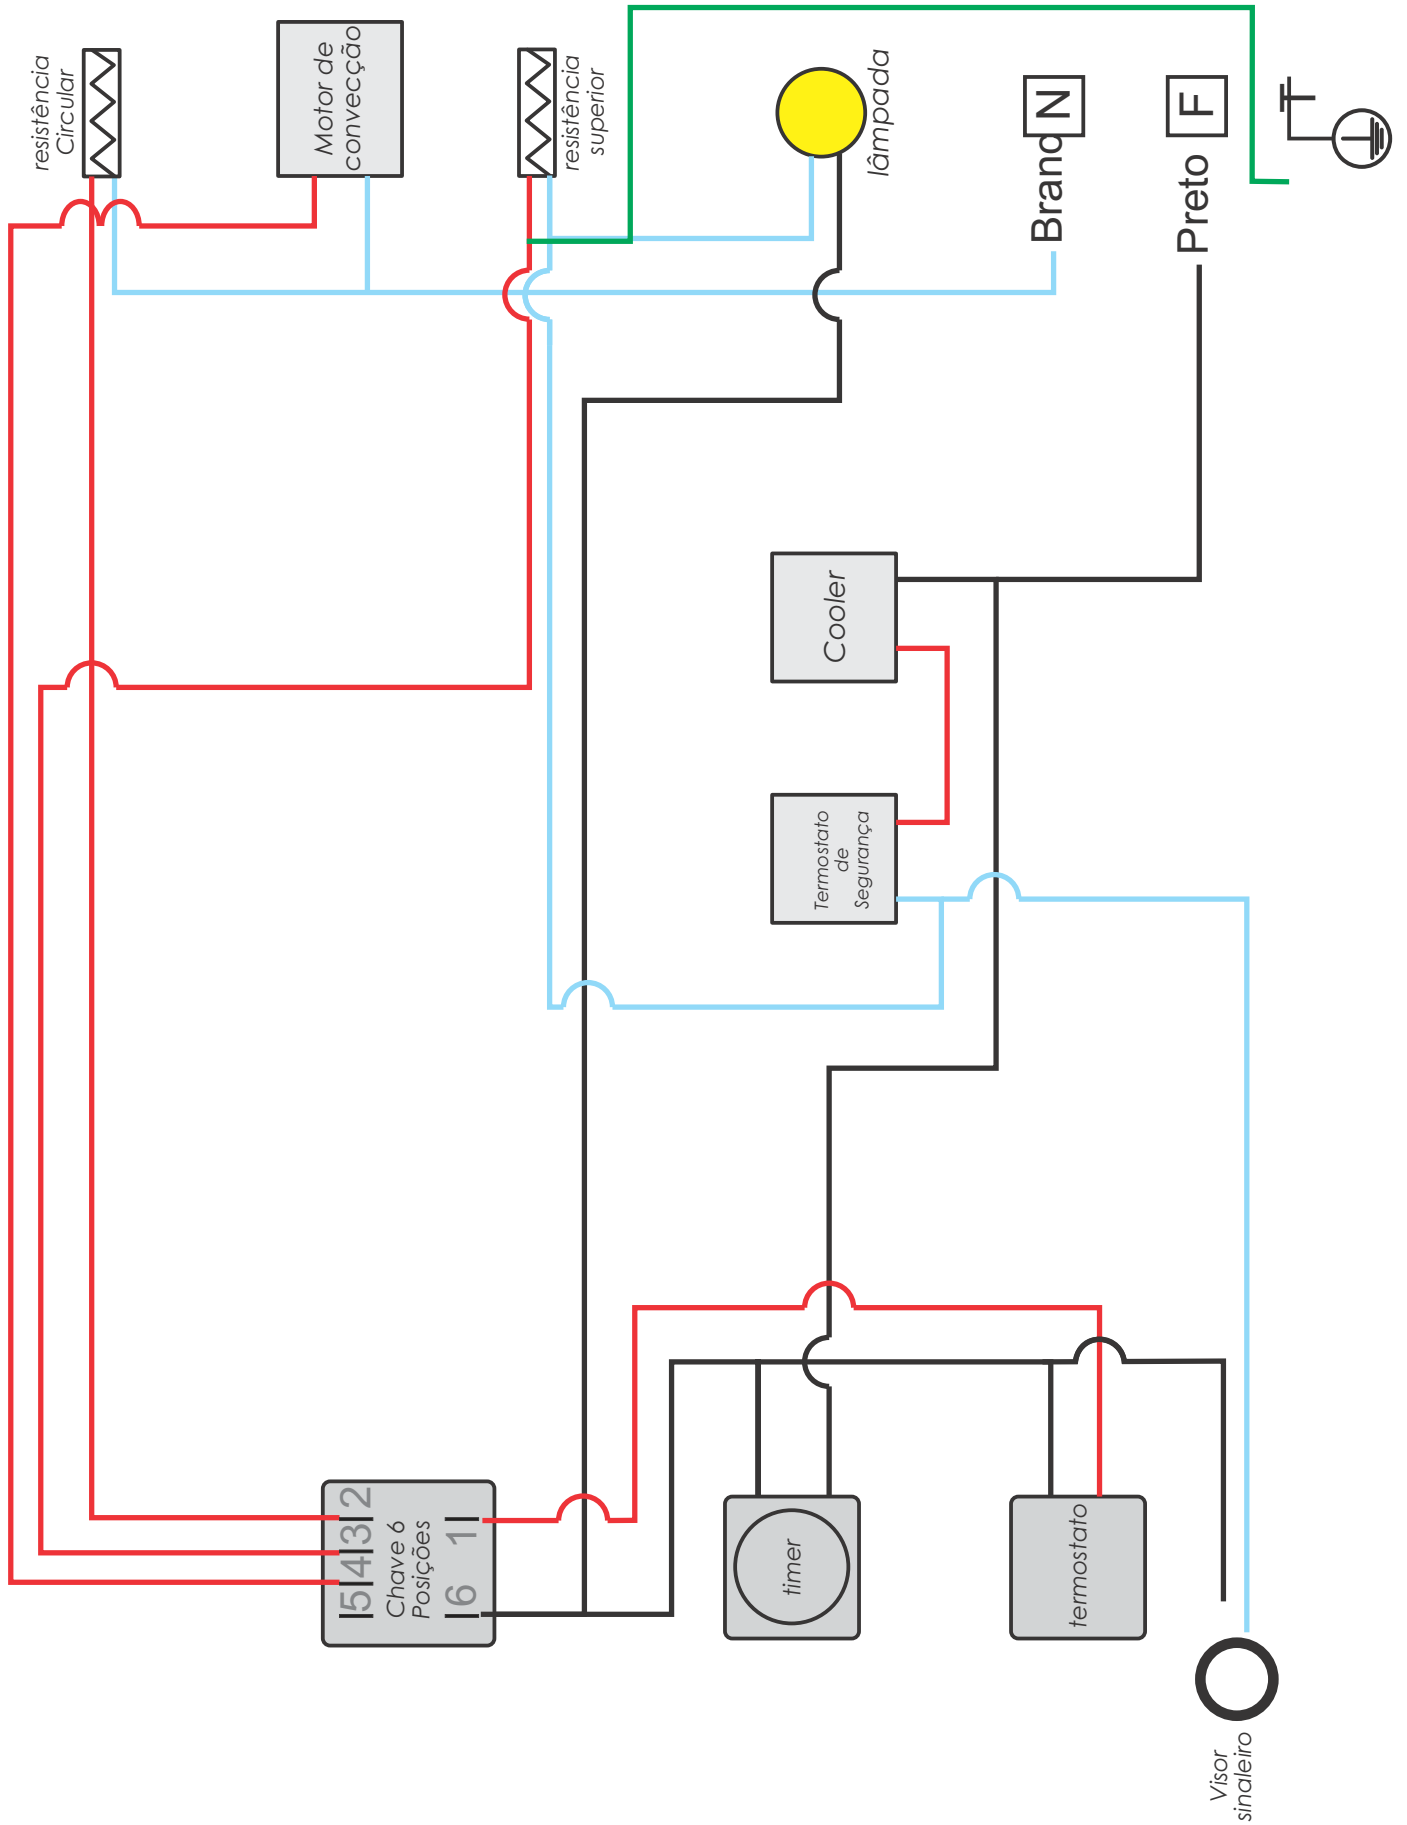 resistência
Circular
Motor de
convecção
resistência
superior
lâmpada
N
Branc
F
Preto
Cooler
Termostato
de
Segurança
5 4 3 2
Chave 6
Posições
6 1
timer
termostato
Visor
sinaleiro